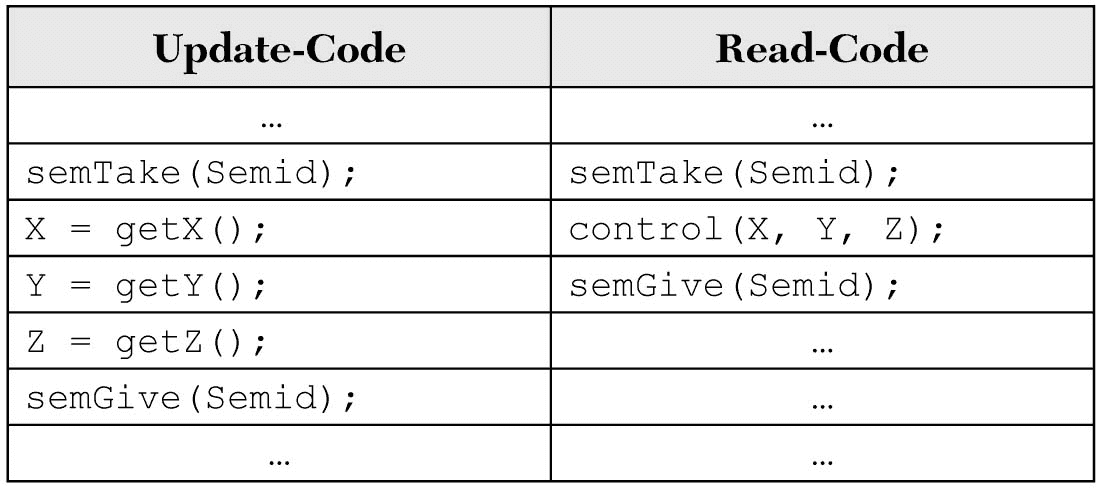 Update-Code Read-Code
… …
semTake(Semid); semTake(Semid);
X = getX(); control(X, Y, Z);
Y = getY(); semGive(Semid);
Z = getZ(); …
semGive(Semid); …
… …